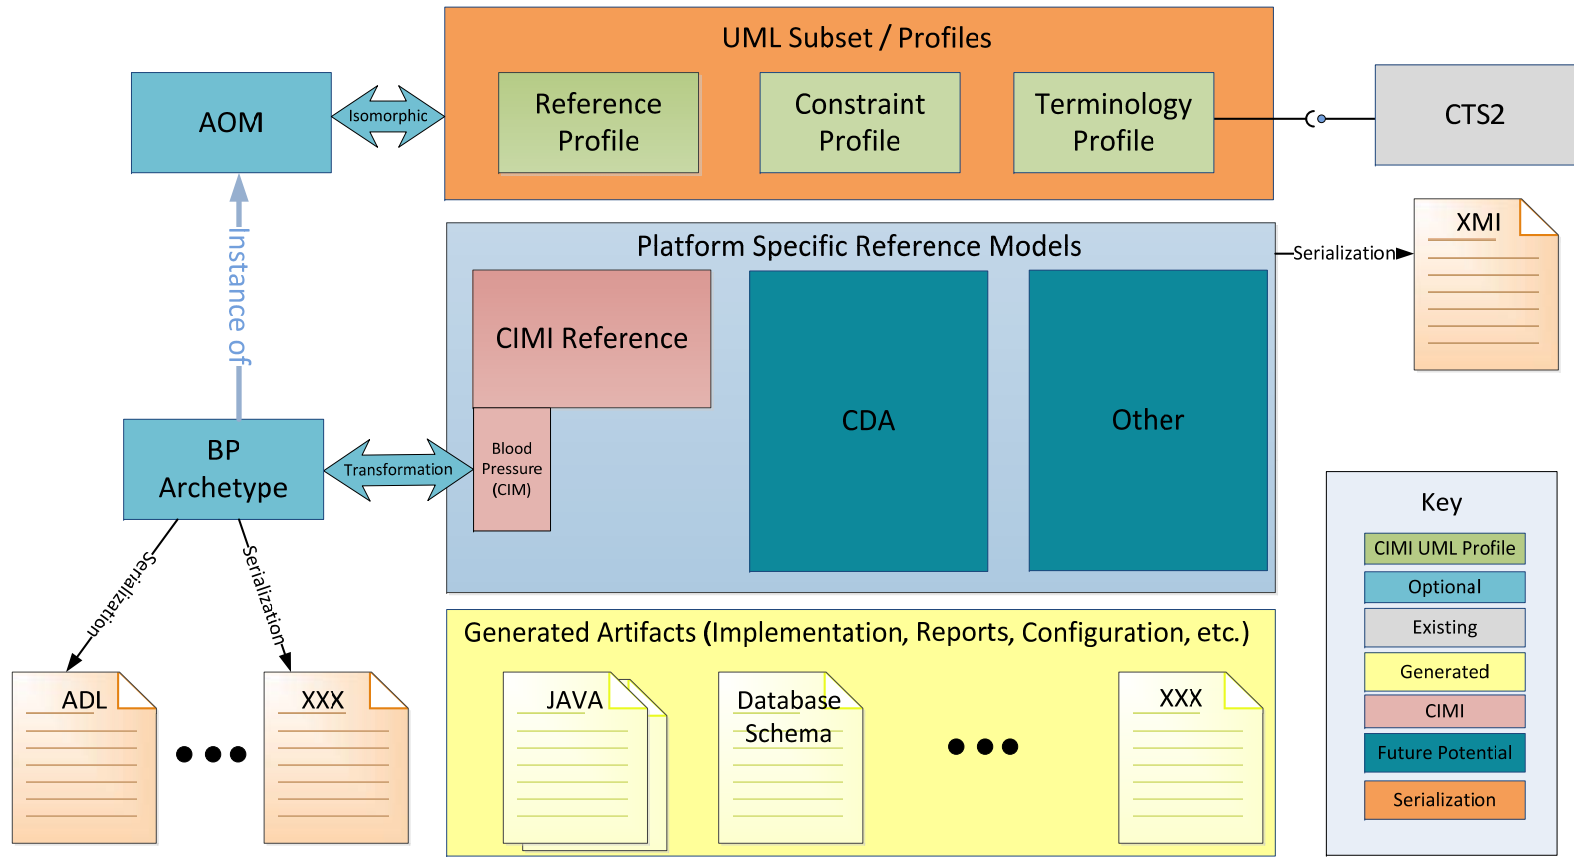 UML Subset / Profiles
AOM
Isomorphic
Reference
Profile
Constraint
Profile
Terminology
Profile
CTS2
Instance of
Platform Specific Reference Models
Serialization
XMI
CIMI Reference
CDA
Other
BP
Archetype
Transformation
Blood
Pressure
(CIM)
Serialization
Serialization
ADL
XXX
Generated Artifacts (Implementation, Reports, Configuration, etc.)
JAVA
Database
Schema
XXX
Key
CIMI UML Profile
Optional
Existing
Generated
CIMI
Future Potential
Serialization